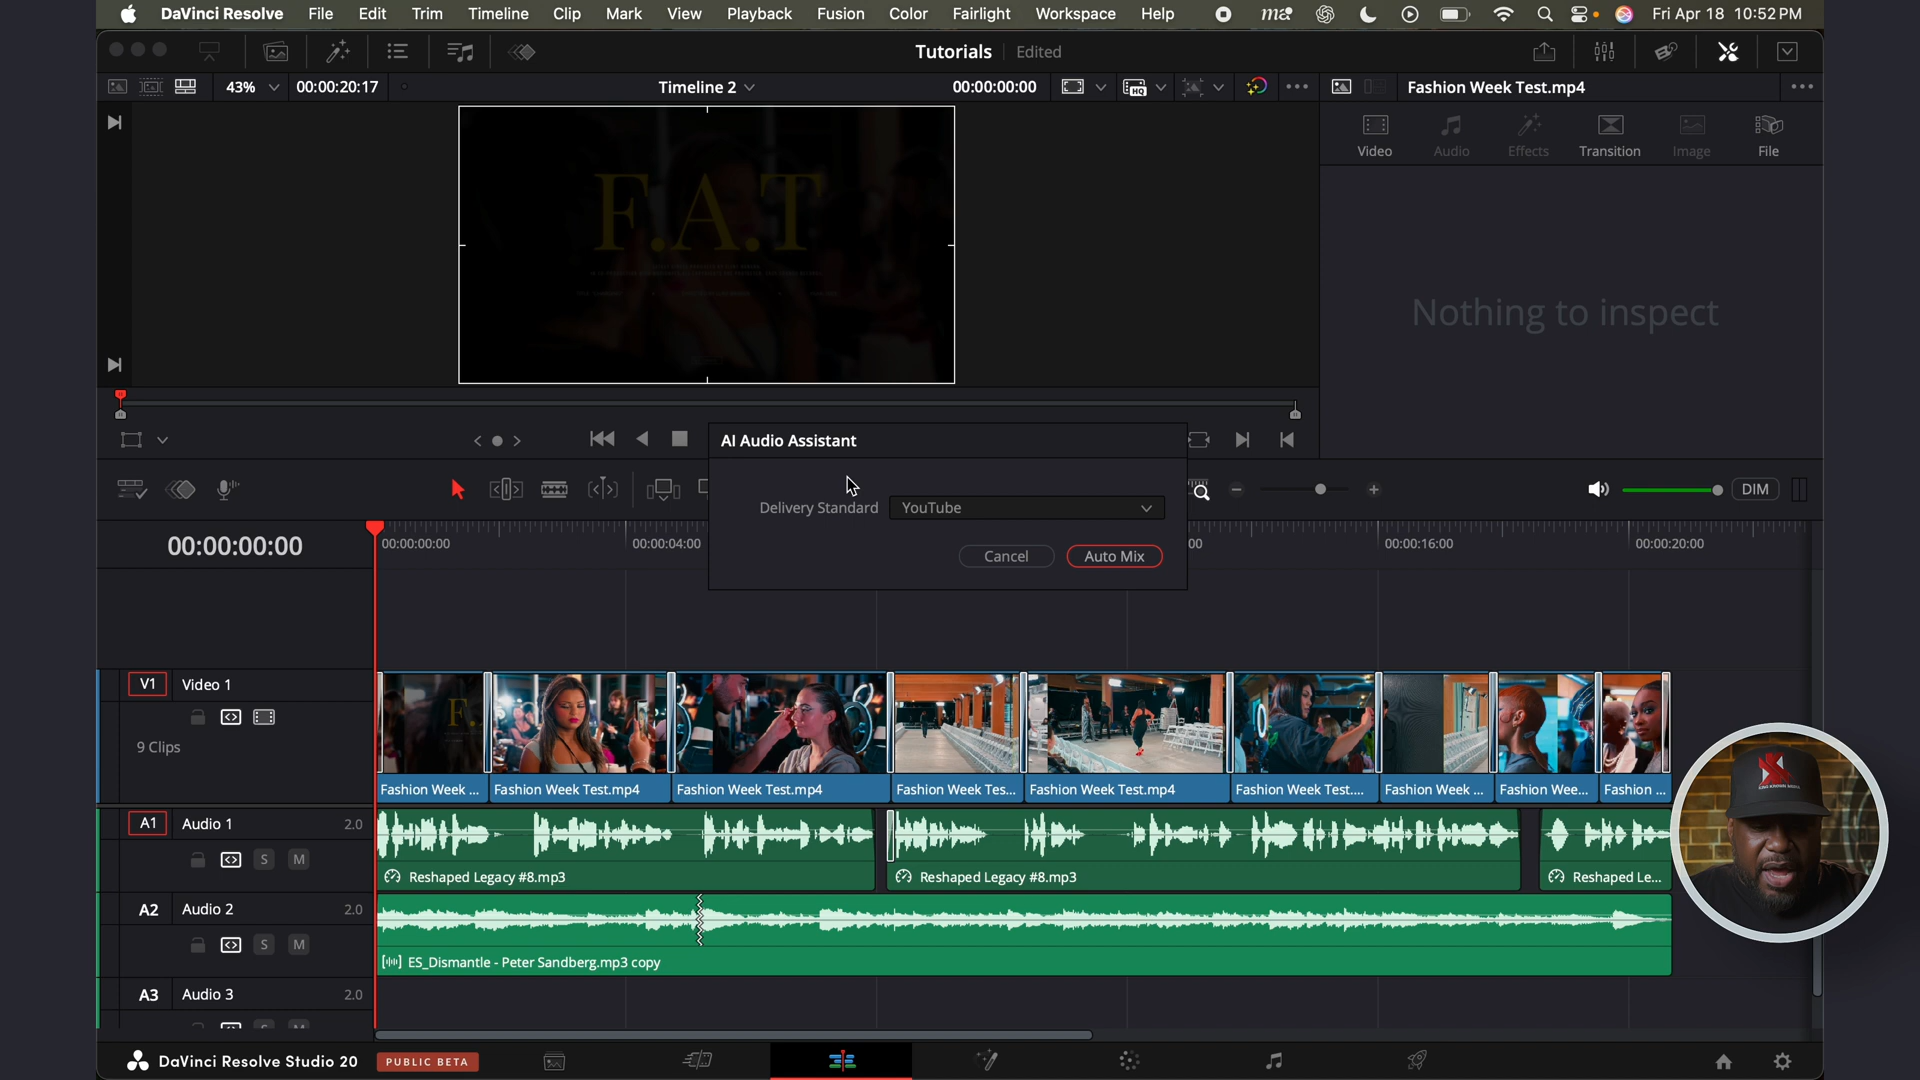 DaVinci Resolve File Edit Trim Timeline Clip Mark View Playback Fusion Color Fairlight Workspace Help Fri Apr 18 10:52 PM
Tutorials Edited
43% 00:00:20:17 Timeline 2 00:00:00:00 HQ Fashion Week Test.mp4
Video Audio Effects Transition Image File
F.A.T
Nothing to inspect
AI Audio Assistant
Delivery Standard YouTube
Cancel Auto Mix
DIM
00:00:00:00
00:00:00:00 00:00:04:00 00 00:00:16:00 00:00:20:00
V1 Video 1
9 Clips
Fashion Week ... Fashion Week Test.mp4 Fashion Week Test.mp4 Fashion Week Tes... Fashion Week Test.mp4 Fashion Week Test.... Fashion Week ... Fashion Wee... Fashion ...
A1 Audio 1 2.0
S M
Reshaped Legacy #8.mp3 Reshaped Legacy #8.mp3 Reshaped Le...
A2 Audio 2 2.0
S M
ES_Dismantle - Peter Sandberg.mp3 copy
A3 Audio 3 2.0
S M
DaVinci Resolve Studio 20 PUBLIC BETA